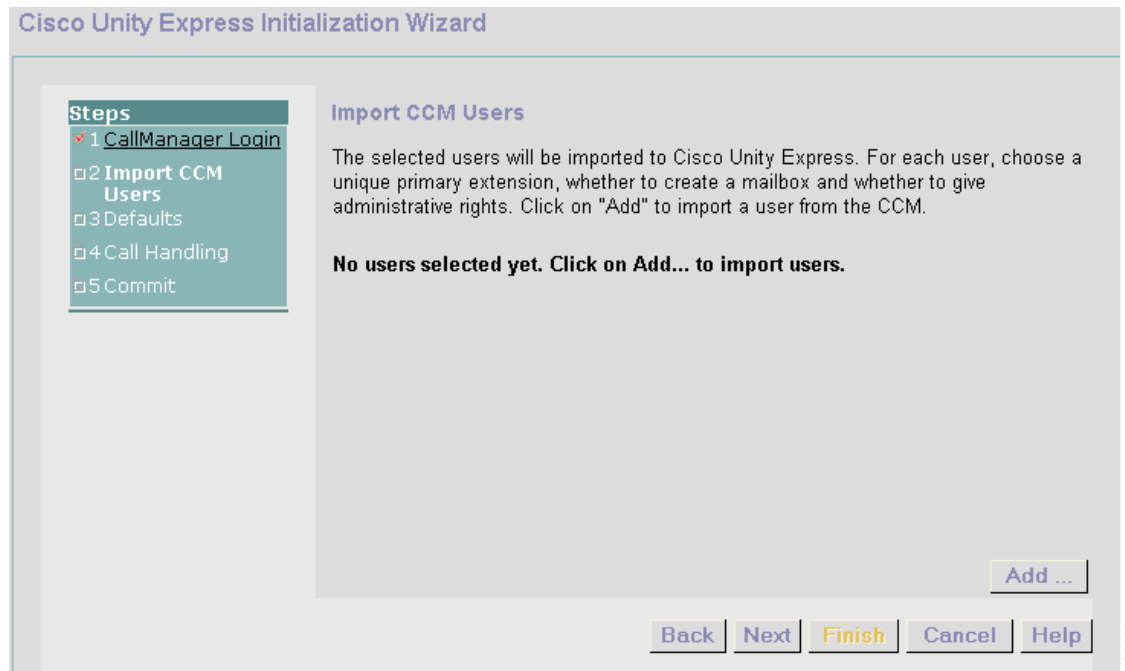 Cisco Unity Express Initialization Wizard
Steps
1 CallManager Login
2 Import CCM
Users
3 Defaults
4 Call Handling
5 Commit
Import CCM Users
The selected users will be imported to Cisco Unity Express. For each user, choose a
unique primary extension, whether to create a mailbox and whether to give
administrative rights. Click on "Add" to import a user from the CCM.
No users selected yet. Click on Add... to import users.
Add ...
Back Next Finish Cancel Help